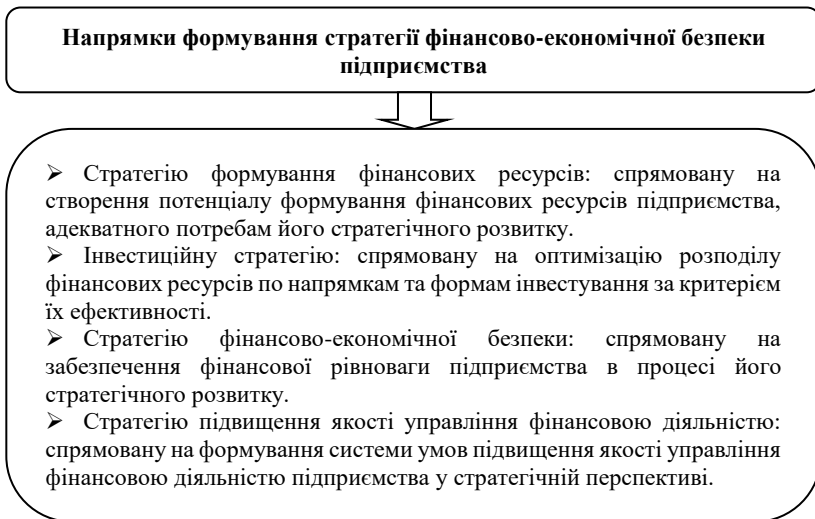 Напрямки формування стратегії фінансово-економічної безпеки
підприємства
➢ Стратегію формування фінансових ресурсів: спрямовану на
створення потенціалу формування фінансових ресурсів підприємства,
адекватного потребам його стратегічного розвитку.
➢ Інвестиційну стратегію: спрямовану на оптимізацію розподілу
фінансових ресурсів по напрямкам та формам інвестування за критерієм
їх ефективності.
➢ Стратегію фінансово-економічної безпеки: спрямовану на
забезпечення фінансової рівноваги підприємства в процесі його
стратегічного розвитку.
➢ Стратегію підвищення якості управління фінансовою діяльністю:
спрямовану на формування системи умов підвищення якості управління
фінансовою діяльністю підприємства у стратегічній перспективі.